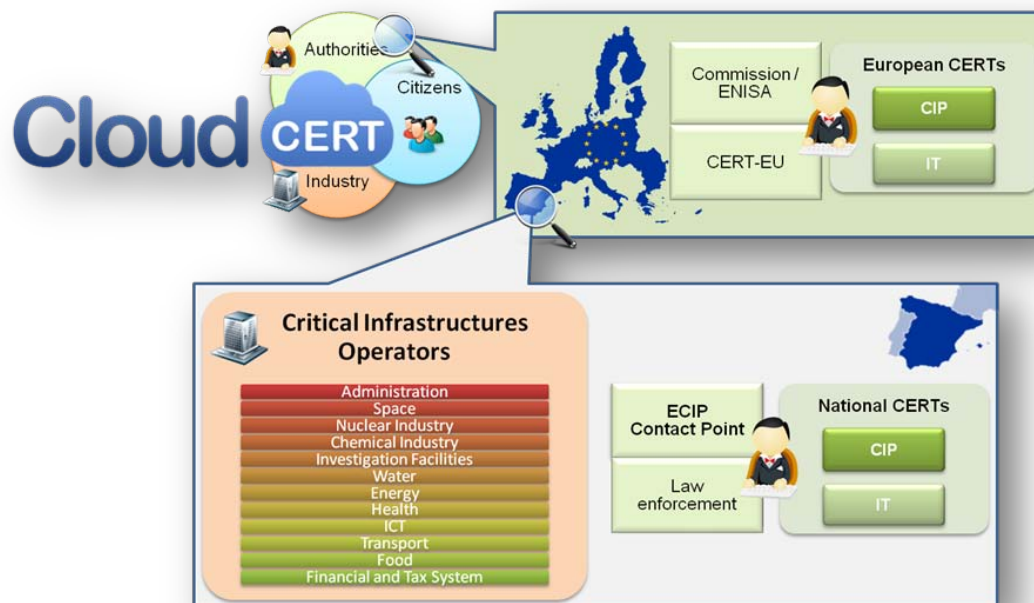 Authorities
Citizens
Cloud CERT
Industry
Commission /
ENISA
CERT-EU
European CERTs
CIP
IT
Critical Infrastructures
Operators
Administration
Space
Nuclear Industry
Chemical Industry
Investigation Facilities
Water
Energy
Health
ICT
Transport
Food
Financial and Tax System
ECIP
Contact Point
Law
enforcement
National CERTs
CIP
IT